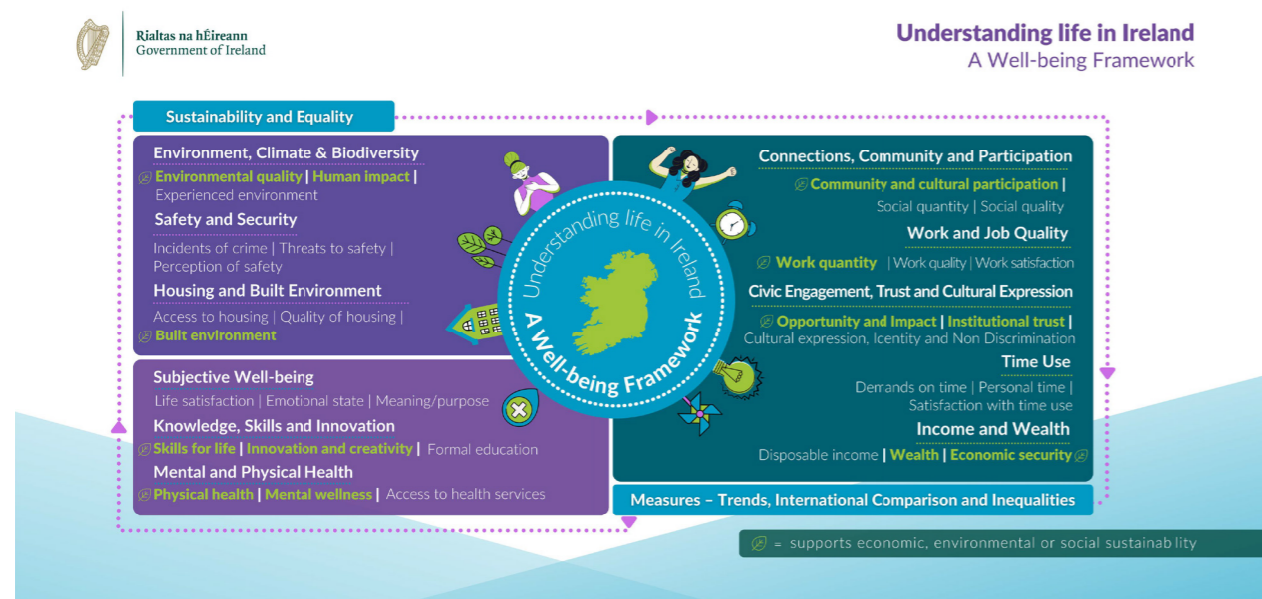 Rialtas na hÉireann
Government of Ireland
Understanding life in Ireland
A Well-being Framework
Sustainability and Equality
Environment, Climate & Biodiversity
Environmental quality | Human impact |
Experienced environment
Safety and Security
Incidents of crime | Threats to safety |
Perception of safety
Housing and Built Environment
Access to housing | Quality of housing |
Built environment
Subjective Well-being
Life satisfaction | Emotional state | Meaning/purpose
Knowledge, Skills and Innovation
Skills for life | Innovation and creativity | Formal education
Mental and Physical Health
Physical health | Mental wellness | Access to health services
Understanding life in Ireland
A Well-being Framework
Connections, Community and Participation
Community and cultural participation |
Social quantity | Social quality
Work and Job Quality
Work quantity | Work quality | Work satisfaction
Civic Engagement, Trust and Cultural Expression
Opportunity and Impact | Institutional trust |
Cultural expression, Identity and Non Discrimination
Time Use
Demands on time | Personal time |
Satisfaction with time use
Income and Wealth
Disposable income | Wealth | Economic security
Measures – Trends, International Comparison and Inequalities
= supports economic, environmental or social sustainability